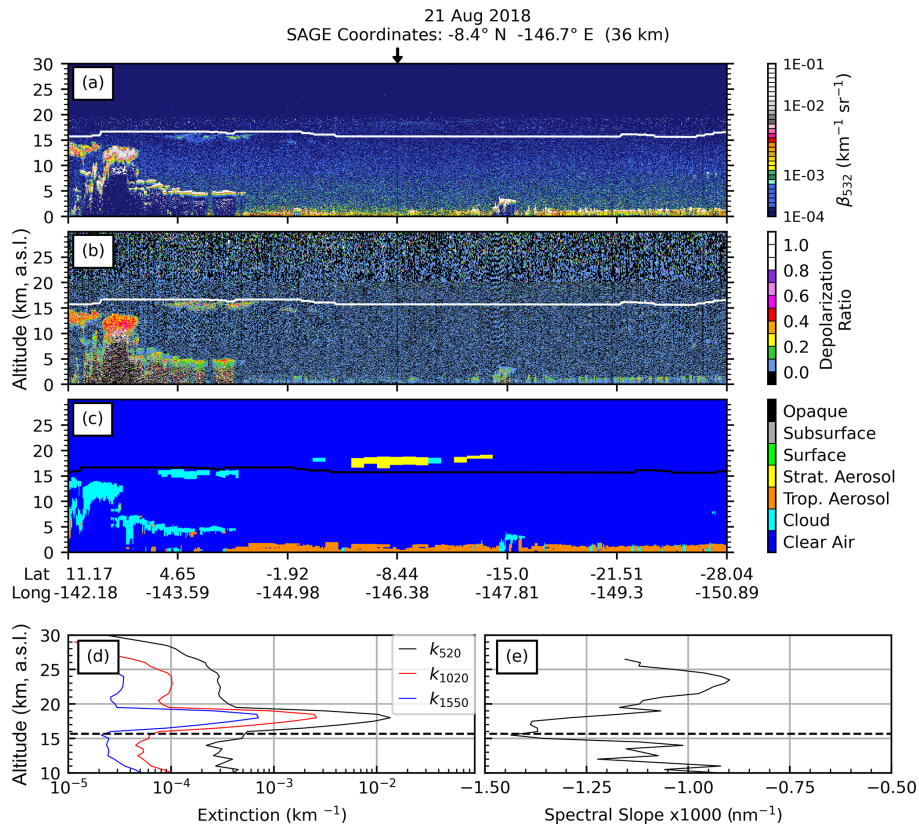 21 Aug 2018
SAGE Coordinates: -8.4° N -146.7° E (36 km)
(a)
30
25
20
15
10
5
0
1E-01
1E-02
1E-03
1E-04
β532 (km⁻¹ sr⁻¹)
(b)
25
20
15
10
5
0
Altitude (km, a.s.l.)
1.0
0.8
0.6
0.4
0.2
0.0
Depolarization
Ratio
(c)
25
20
15
10
5
0
Opaque
Subsurface
Surface
Strat. Aerosol
Trop. Aerosol
Cloud
Clear Air
Lat 11.17 4.65 -1.92 -8.44 -15.0 -21.51 -28.04
Long -142.18 -143.59 -144.98 -146.38 -147.81 -149.3 -150.89
(d)
30
25
20
15
10
Altitude (km, a.s.l.)
k520
k1020
k1550
10⁻⁵ 10⁻⁴ 10⁻³ 10⁻²
Extinction (km ⁻¹)
(e)
-1.50 -1.25 -1.00 -0.75 -0.50
Spectral Slope x1000 (nm⁻¹)